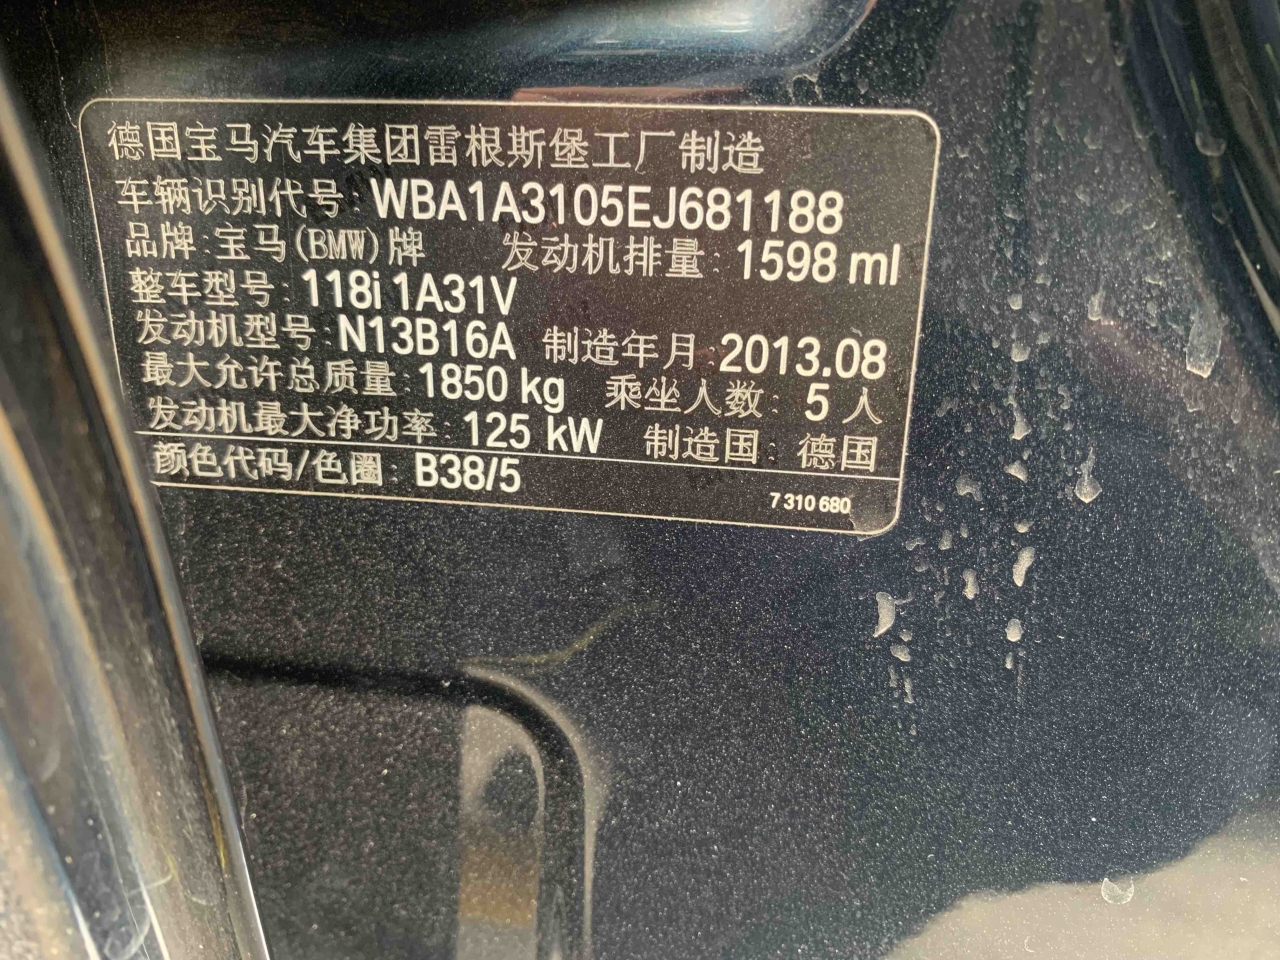 德国宝马汽车集团雷根斯堡工厂制造
车辆识别代号: WBA1A3105EJ681188
品牌: 宝马(BMW)牌 发动机排量: 1598 ml
整车型号: 118i 1A31V
发动机型号: N13B16A 制造年月: 2013.08
最大允许总质量: 1850 kg 乘坐人数: 5 人
发动机最大净功率: 125 kW 制造国: 德国
颜色代码/色圈: B38/5
7 310 680